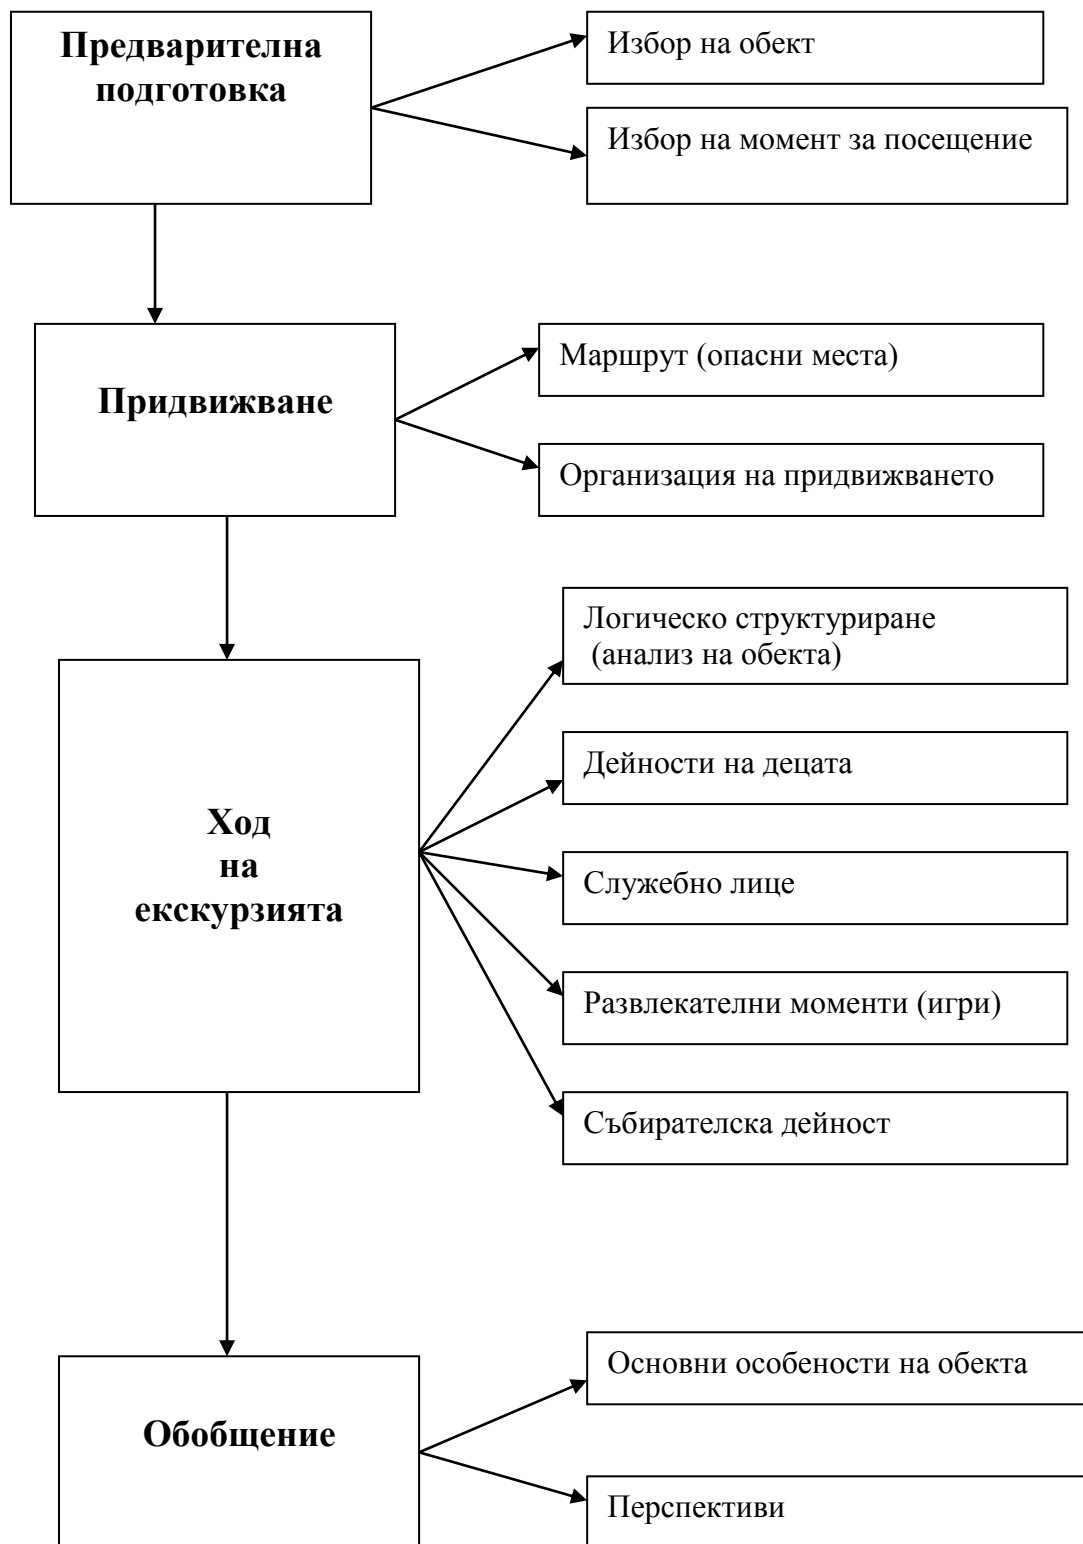 Предварителна
подготовка
Избор на обект
Избор на момент за посещение
Придвижване
Маршрут (опасни места)
Организация на придвижването
Ход
на
екскурзията
Логическо структуриране
(анализ на обекта)
Дейности на децата
Служебно лице
Развлекателни моменти (игри)
Събирателска дейност
Обобщение
Основни особености на обекта
Перспективи